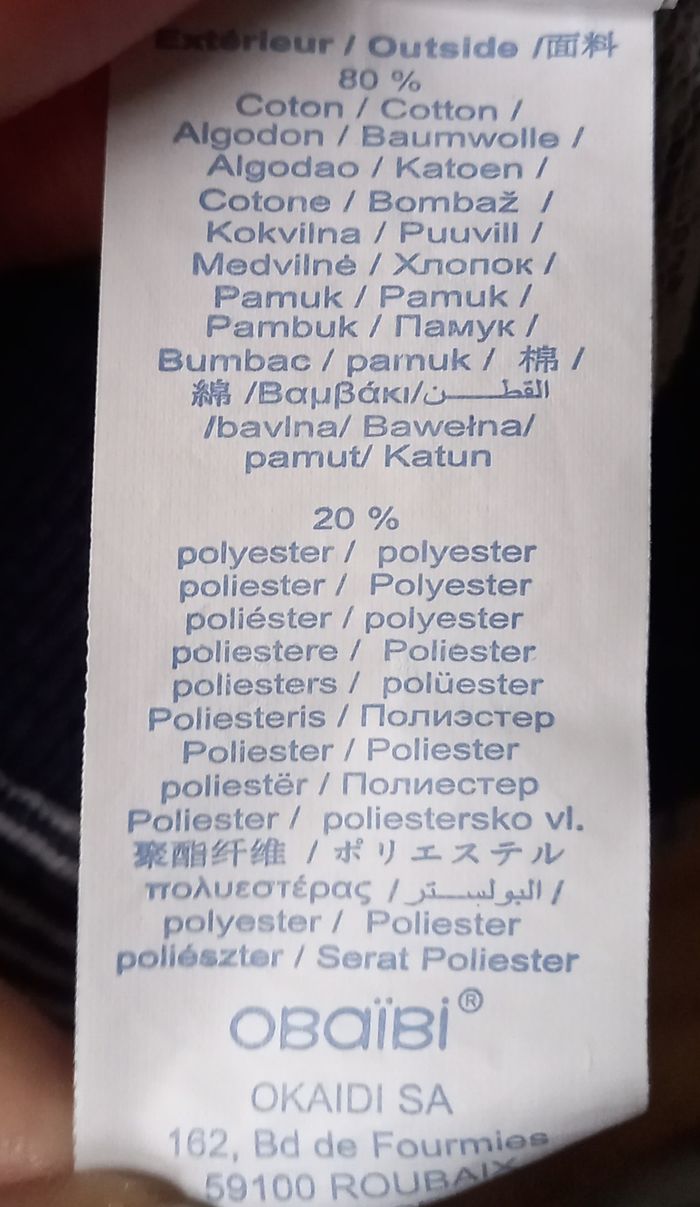 Extérieur / Outside /面料
80 %
Coton / Cotton /
Algodon / Baumwolle /
Algodao / Katoen /
Cotone / Bombaž /
Kokvilna / Puuvill /
Medvilnė / Хлопок /
Pamuk / Pamuk /
Pambuk / Памук /
Bumbac / pamuk / 棉 /
綿 /Βαμβάκι/القطـــــن
/bavlna/ Bawełna/
pamut/ Katun
20 %
polyester / polyester
poliester / Polyester
poliéster / polyester
poliestere / Poliester
poliesters / polüester
Poliesteris / Полиэстер
Poliester / Poliester
poliestër / Полиестер
Poliester / poliestersko vl.
聚酯纤维 / ポリエステル
πολυεστέρας / البوليستر /
polyester / Poliester
poliészter / Serat Poliester
OBAÏBI®
OKAIDI SA
162, Bd de Fourmies
59100 ROUBAIX